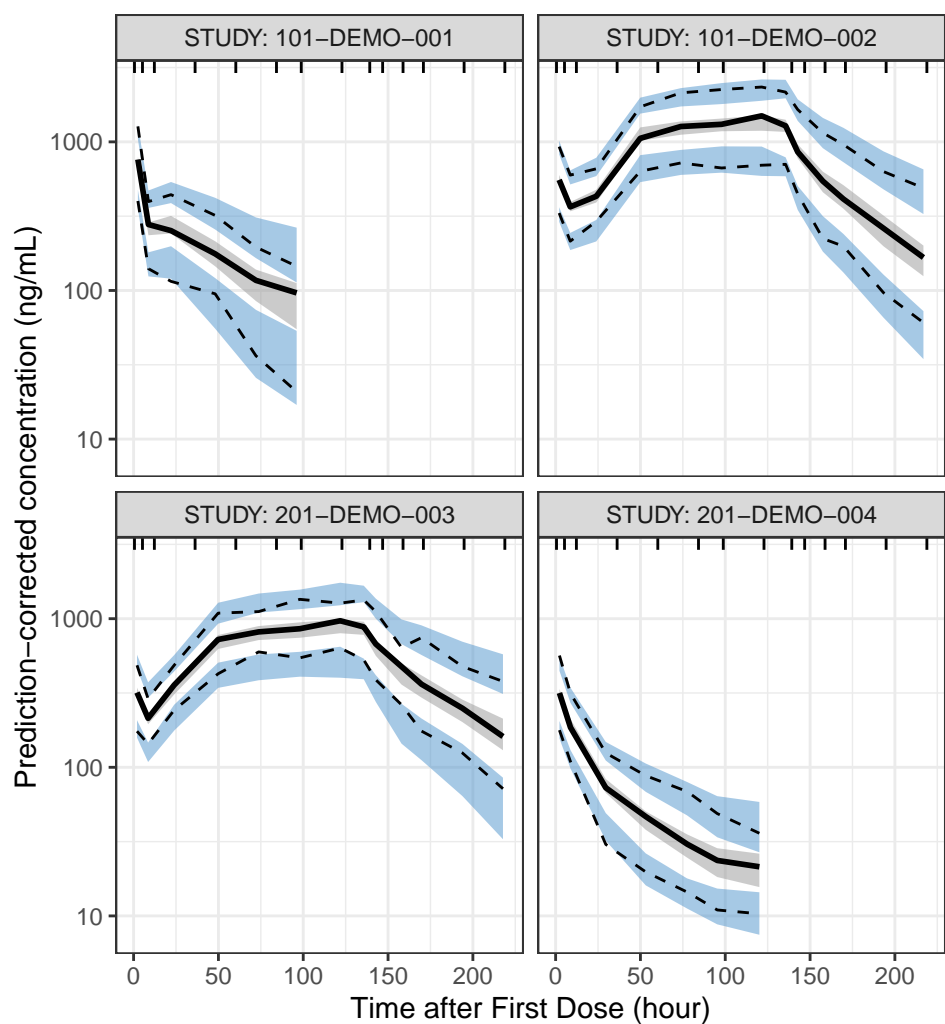 STUDY: 101−DEMO−001
STUDY: 101−DEMO−002
1000
100
10
STUDY: 201−DEMO−003
STUDY: 201−DEMO−004
1000
100
10
0 50 100 150 200
0 50 100 150 200
Time after First Dose (hour)
Prediction−corrected concentration (ng/mL)